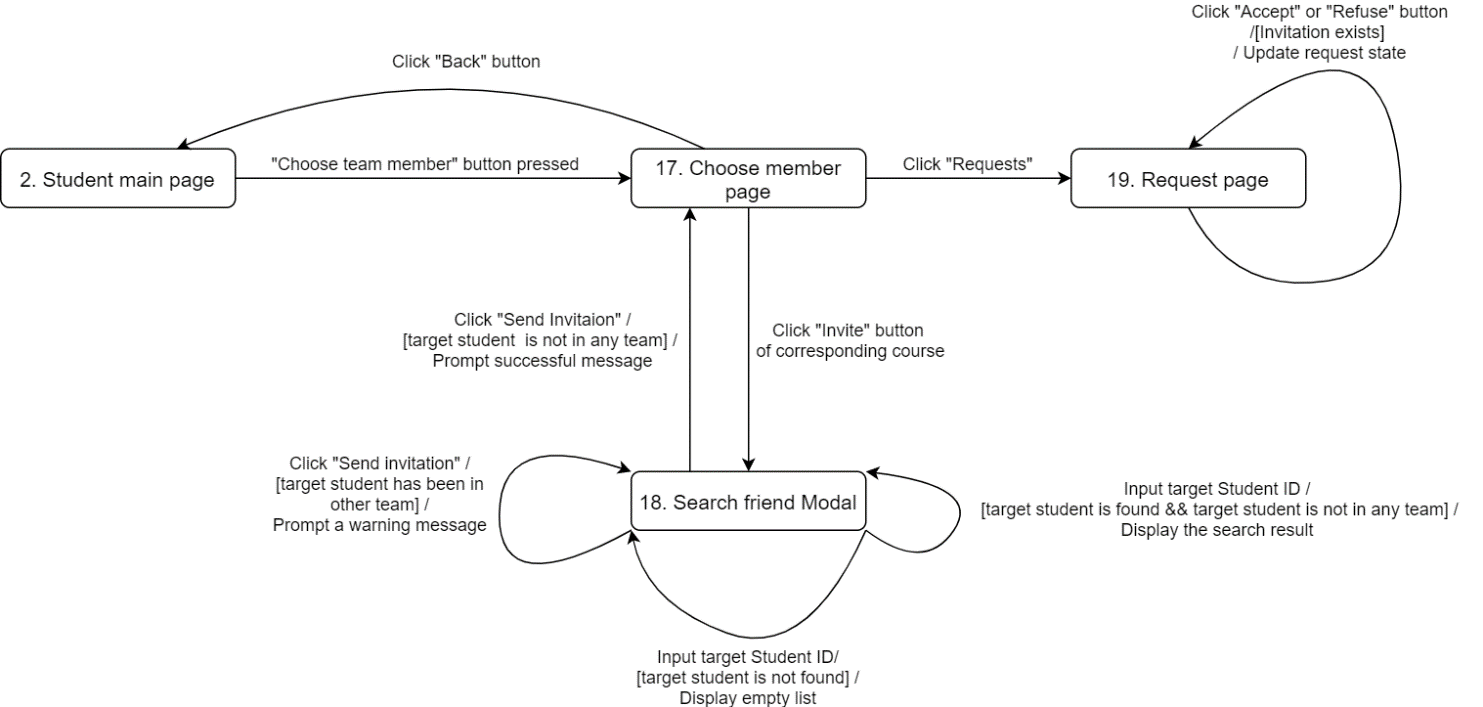 Click "Accept" or "Refuse" button
/[Invitation exists]
/ Update request state
Click "Back" button
2. Student main page
"Choose team member" button pressed
17. Choose member
page
Click "Requests"
19. Request page
Click "Send Invitaion" /
[target student  is not in any team] /
Prompt successful message
Click "Invite" button
of corresponding course
Click "Send invitation" /
[target student has been in
other team] /
Prompt a warning message
18. Search friend Modal
Input target Student ID /
[target student is found && target student is not in any team] /
Display the search result
Input target Student ID/
[target student is not found] /
Display empty list